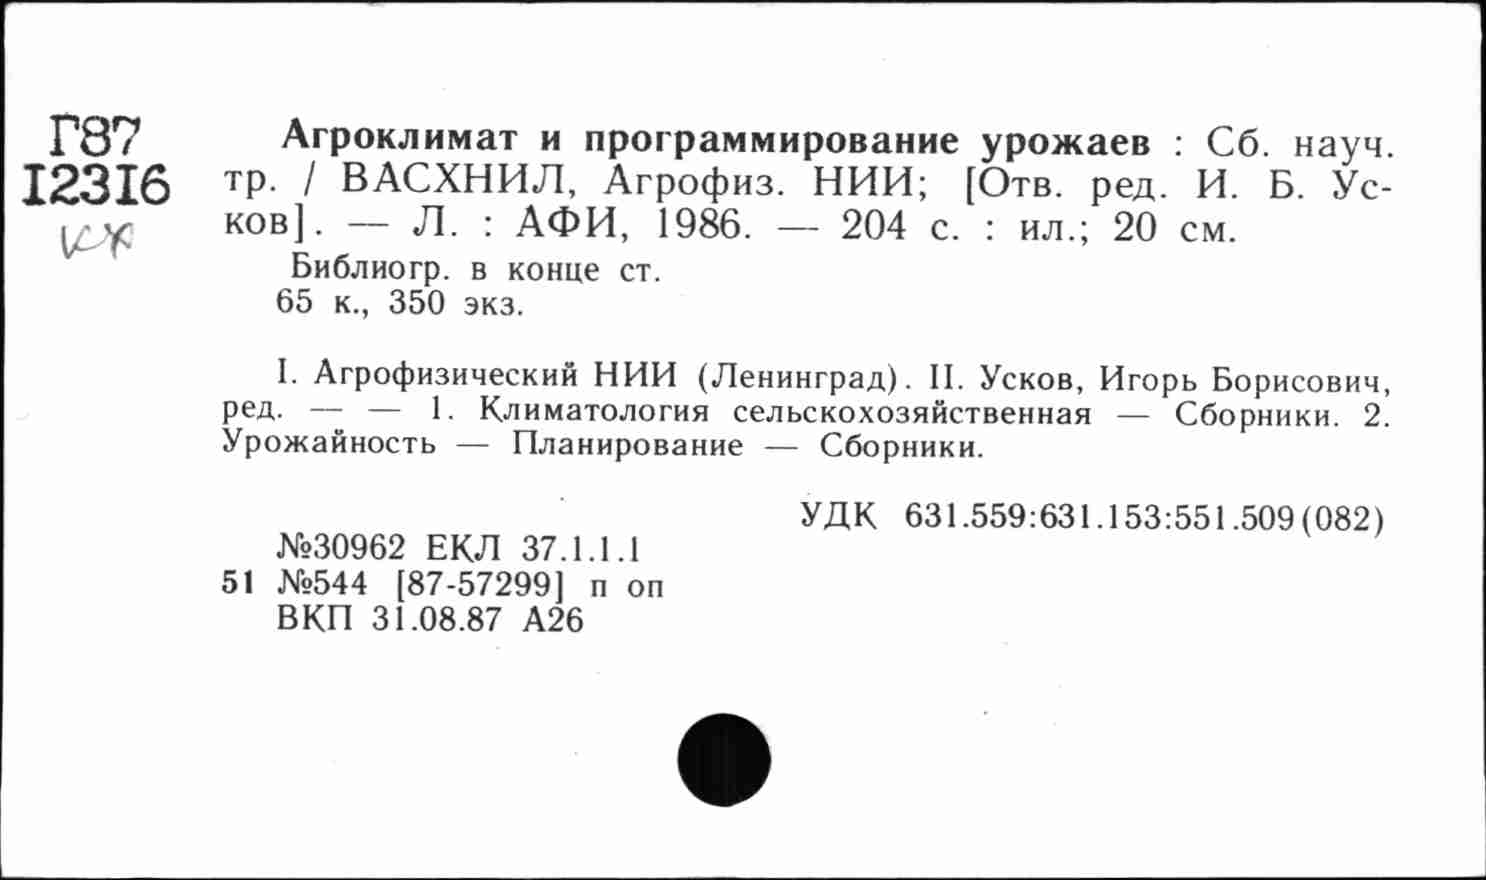 Г87
I23I6
кх
Агроклимат и программирование урожаев : Сб. науч.
тр. / ВАСХНИЛ, Агрофиз. НИИ; [Отв. ред. И. Б. Ус-
ков]. — Л. : АФИ, 1986. — 204 с. : ил.; 20 см.
Библиогр. в конце ст.
65 к., 350 экз.
I. Агрофизический НИИ (Ленинград). II. Усков, Игорь Борисович,
ред. — — 1. Климатология сельскохозяйственная — Сборники. 2.
Урожайность — Планирование — Сборники.
УДК 631.559:631.153:551.509(082)
№30962 ЕКЛ 37.1.1.1
51 №544 [87-57299] п оп
ВКП 31.08.87 А26